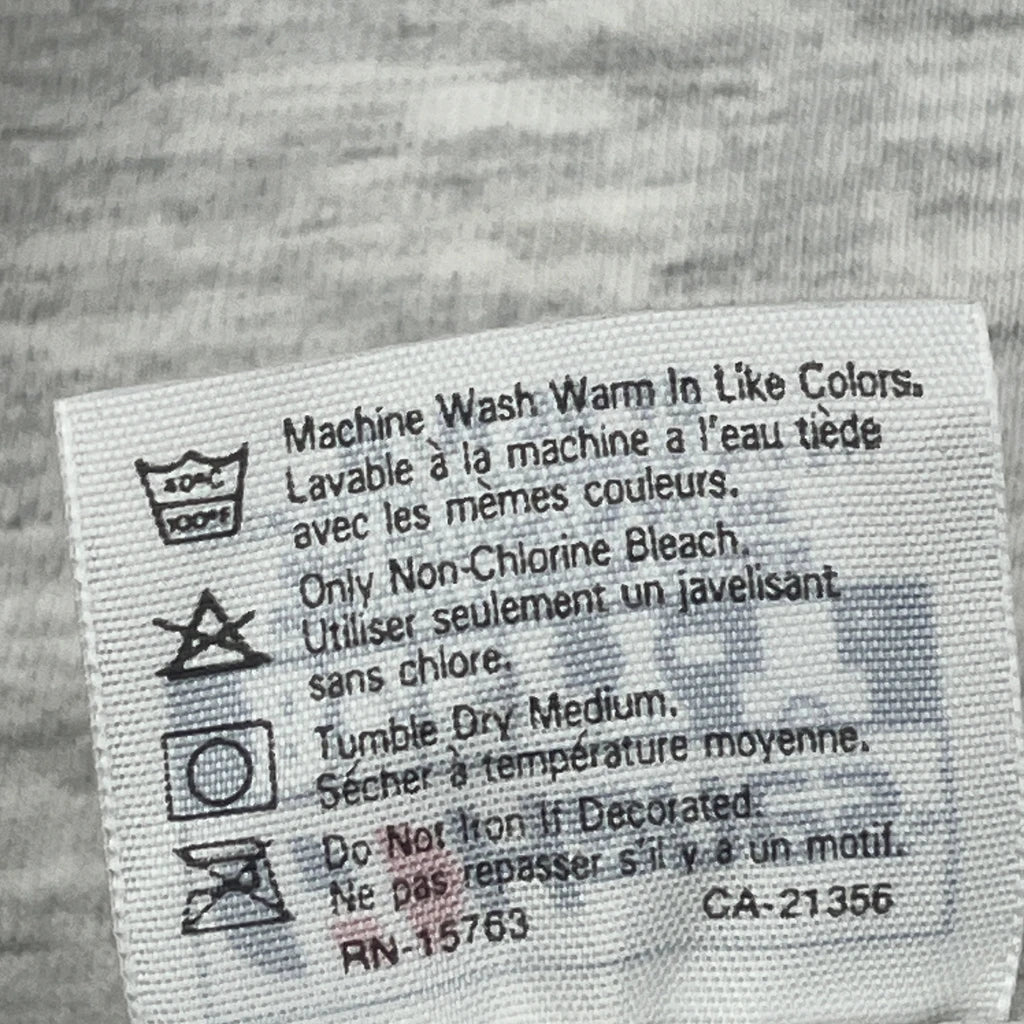 Machine Wash Warm In Like Colors.
Lavable à la machine a l'eau tiède
avec les mèmes couleurs.
Only Non-Chlorine Bleach.
Utiliser seulement un javelisant
sans chlore.
Tumble Dry Medium.
Sécher à température moyenne.
Do Not Iron If Decorated.
Ne pas repasser s'il y a un motif.
RN-15763 CA-21356
100°F